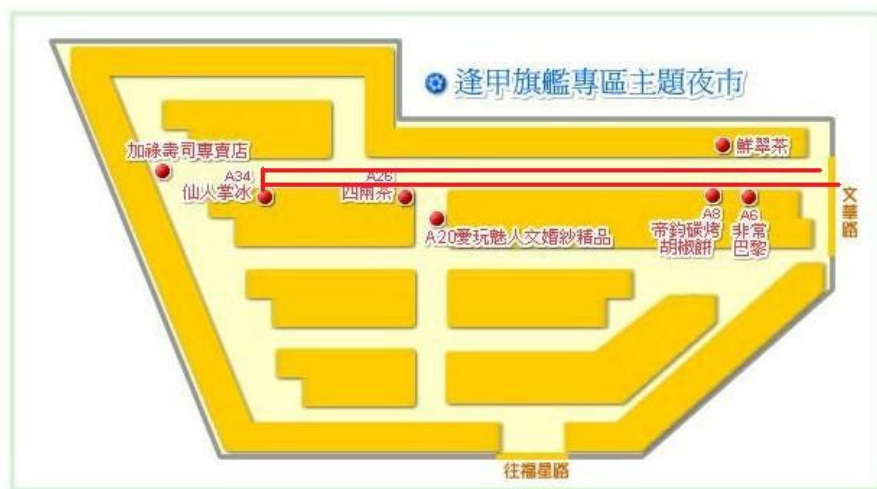 逢甲旗艦專區主題夜市
鮮翠茶
加祿壽司專賣店
A34
仙人掌冰
A26
四兩茶
A20愛玩魅人文婚紗精品
A8
帝鈞碳烤
胡椒餅
A6
非常
巴黎
文華路
往福星路